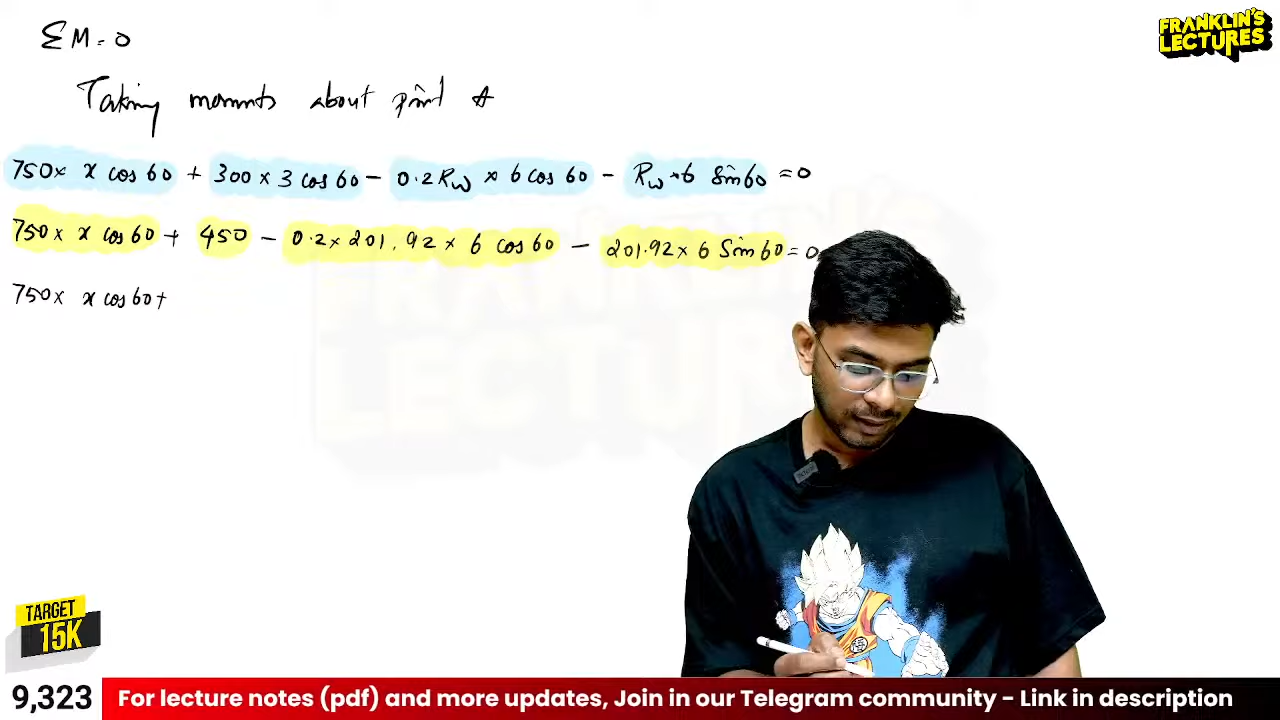 ΣM = 0
Taking moments about point A
750 × x cos 60 + 300 × 3 cos 60 - 0.2 Rw × 6 cos 60 - Rw × 6 Sin 60 = 0
750 × x cos 60 + 450 - 0.2 × 201.92 × 6 cos 60 - 201.92 × 6 Sin 60 = 0
750 × x cos 60 +
FRANKLIN'S
LECTURES
FRANKLIN'S
LECTURES
TARGET
15K
9,323 For lecture notes (pdf) and more updates, Join in our Telegram community - Link in description